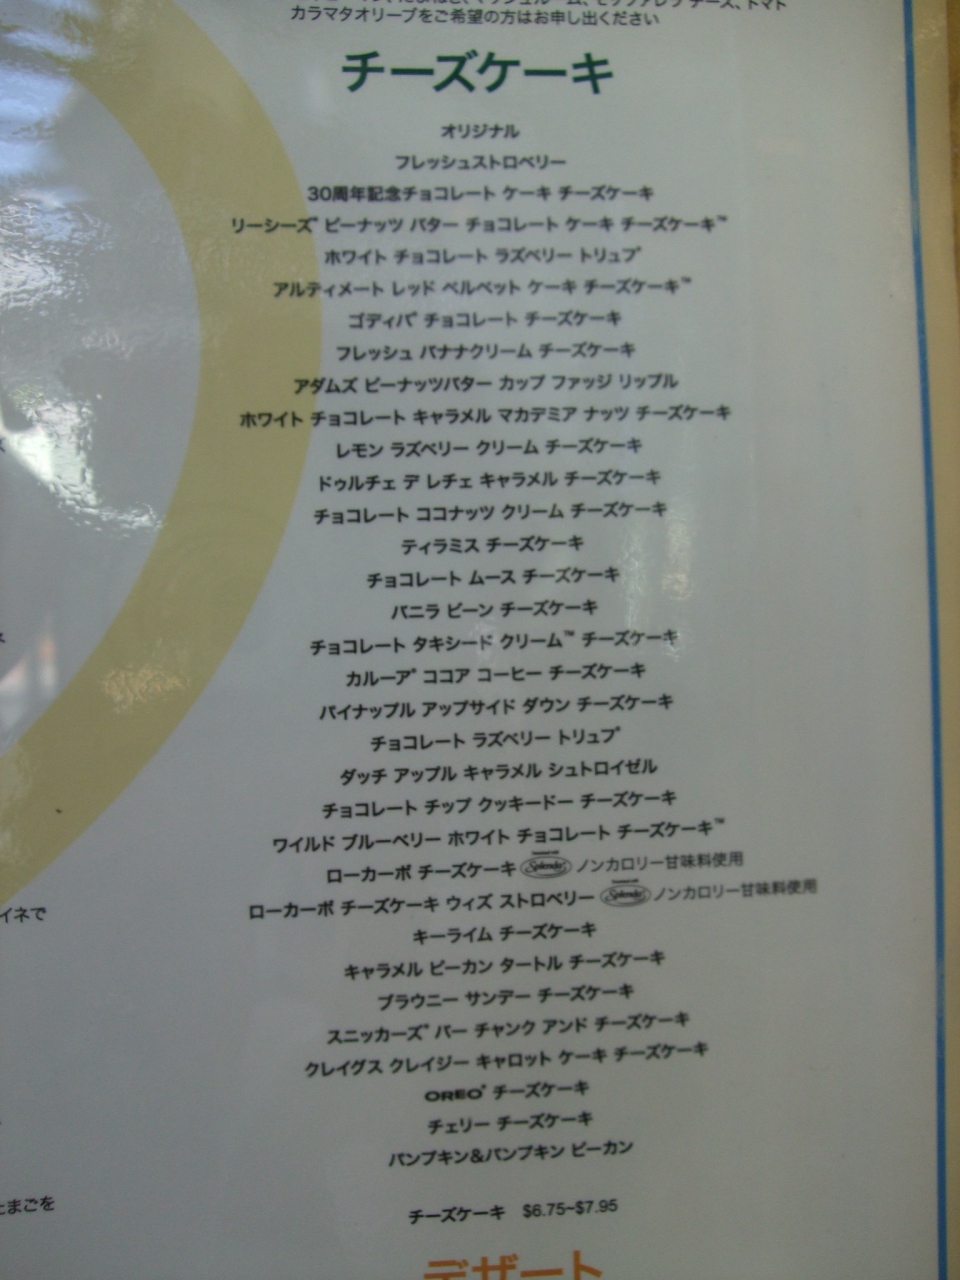 マッシュルーム、モッツァレラ チーズ、トマト
カラマタオリーブをご希望の方はお申し出ください
チーズケーキ
オリジナル
フレッシュストロベリー
30周年記念チョコレート ケーキ チーズケーキ
リーシーズ® ピーナッツ バター チョコレート ケーキ チーズケーキ™
ホワイト チョコレート ラズベリー トリュフ®
アルティメート レッド ベルベット ケーキ チーズケーキ™
ゴディバ® チョコレート チーズケーキ
フレッシュ バナナクリーム チーズケーキ
アダムズ ピーナッツバター カップ ファッジ リップル
ホワイト チョコレート キャラメル マカデミア ナッツ チーズケーキ
レモン ラズベリー クリーム チーズケーキ
ドゥルチェ デ レチェ キャラメル チーズケーキ
チョコレート ココナッツ クリーム チーズケーキ
ティラミス チーズケーキ
チョコレート ムース チーズケーキ
バニラ ビーン チーズケーキ
チョコレート タキシード クリーム™ チーズケーキ
カルーア® ココア コーヒー チーズケーキ
パイナップル アップサイド ダウン チーズケーキ
チョコレート ラズベリー トリュフ®
ダッチ アップル キャラメル シュトロイゼル
チョコレート チップ クッキードー チーズケーキ
ワイルド ブルーベリー ホワイト チョコレート チーズケーキ™
ローカーボ チーズケーキ Splenda ノンカロリー甘味料使用
ローカーボ チーズケーキ ウィズ ストロベリー Splenda ノンカロリー甘味料使用
イネで
キーライム チーズケーキ
キャラメル ピーカン タートル チーズケーキ
ブラウニー サンデー チーズケーキ
スニッカーズ® バー チャンク アンド チーズケーキ
クレイグス クレイジー キャロット ケーキ チーズケーキ
OREO® チーズケーキ
チェリー チーズケーキ
パンプキン&パンプキン ピーカン
たまごを
チーズケーキ $6.75~$7.95
デザート